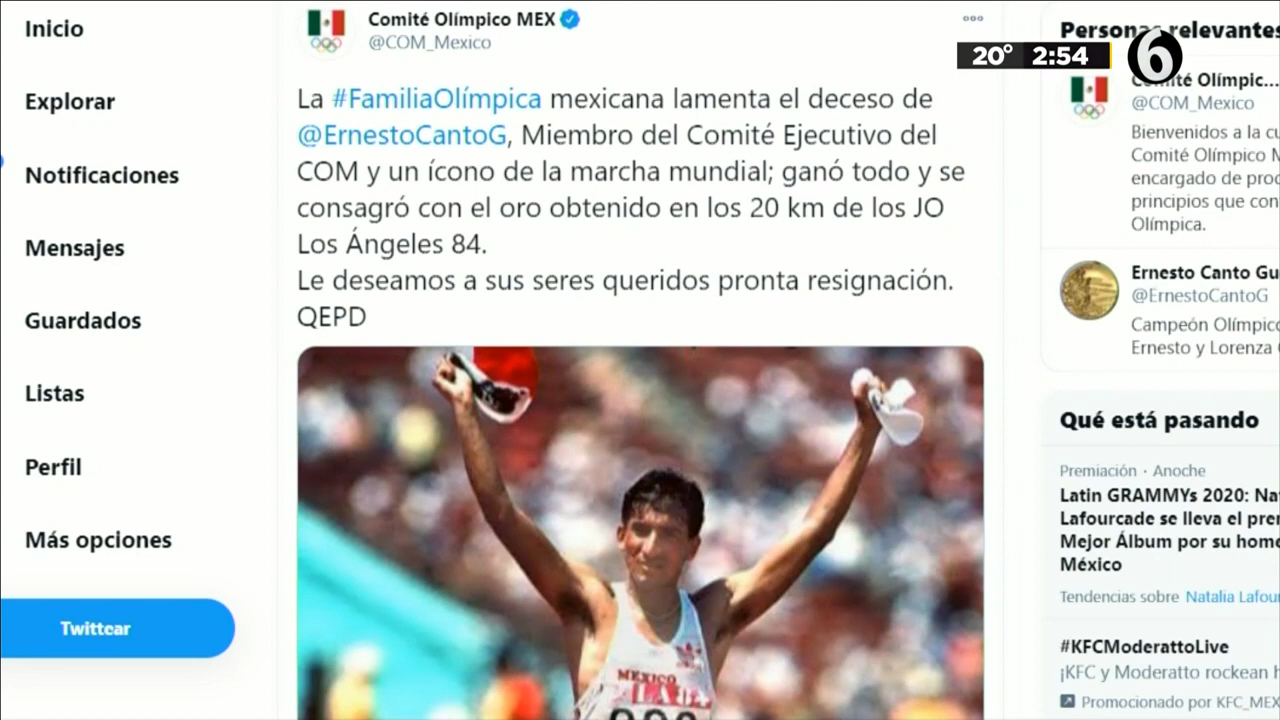 Inicio
Explorar
Notificaciones
Mensajes
Guardados
Listas
Perfil
Más opciones
Twittear
Comité Olímpico MEX
@COM_Mexico
La #FamiliaOlímpica mexicana lamenta el deceso de
@ErnestoCantoG, Miembro del Comité Ejecutivo del
COM y un ícono de la marcha mundial; ganó todo y se
consagró con el oro obtenido en los 20 km de los JO
Los Ángeles 84.
Le deseamos a sus seres queridos pronta resignación.
QEPD
MEXICO
20° 2:54 6
Personas relevantes
Comité Olímpic...
@COM_Mexico
Bienvenidos a la cu
Comité Olímpico M
encargado de proc
principios que con
Olímpica.
Ernesto Canto Gu
@ErnestoCantoG
Campeón Olímpico
Ernesto y Lorenza
Qué está pasando
Premiación · Anoche
Latin GRAMMYs 2020: Na
Lafourcade se lleva el prem
Mejor Álbum por su home
México
Tendencias sobre Natalia Lafour
#KFCModerattoLive
¡KFC y Moderatto rockean h
Promocionado por KFC_MEX